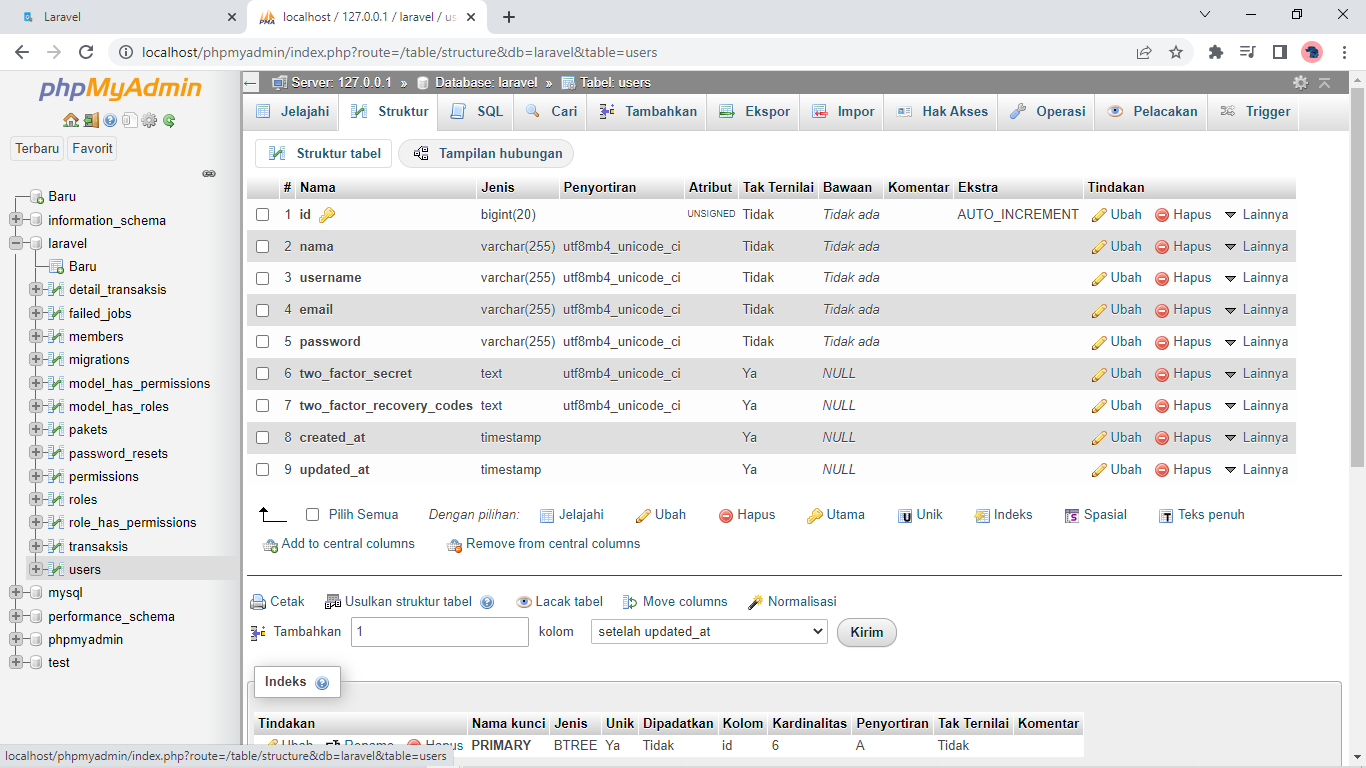 Laravel
localhost / 127.0.0.1 / laravel / us
localhost/phpmyadmin/index.php?route=/table/structure&db=laravel&table=users
phpMyAdmin
Terbaru Favorit
Baru
information_schema
laravel
Baru
detail_transaksis
failed_jobs
members
migrations
model_has_permissions
model_has_roles
pakets
password_resets
permissions
roles
role_has_permissions
transaksis
users
mysql
performance_schema
phpmyadmin
test
Server: 127.0.0.1 » Database: laravel » Tabel: users
Jelajahi Struktur SQL Cari Tambahkan Ekspor Impor Hak Akses Operasi Pelacakan Trigger
Struktur tabel Tampilan hubungan
# Nama Jenis Penyortiran Atribut Tak Ternilai Bawaan Komentar Ekstra Tindakan
1 id bigint(20) UNSIGNED Tidak Tidak ada AUTO_INCREMENT Ubah Hapus Lainnya
2 nama varchar(255) utf8mb4_unicode_ci Tidak Tidak ada Ubah Hapus Lainnya
3 username varchar(255) utf8mb4_unicode_ci Tidak Tidak ada Ubah Hapus Lainnya
4 email varchar(255) utf8mb4_unicode_ci Tidak Tidak ada Ubah Hapus Lainnya
5 password varchar(255) utf8mb4_unicode_ci Tidak Tidak ada Ubah Hapus Lainnya
6 two_factor_secret text utf8mb4_unicode_ci Ya NULL Ubah Hapus Lainnya
7 two_factor_recovery_codes text utf8mb4_unicode_ci Ya NULL Ubah Hapus Lainnya
8 created_at timestamp Ya NULL Ubah Hapus Lainnya
9 updated_at timestamp Ya NULL Ubah Hapus Lainnya
Pilih Semua Dengan pilihan: Jelajahi Ubah Hapus Utama Unik Indeks Spasial Teks penuh
Add to central columns Remove from central columns
Cetak Usulkan struktur tabel Lacak tabel Move columns Normalisasi
Tambahkan 1 kolom setelah updated_at Kirim
Indeks
Tindakan Nama kunci Jenis Unik Dipadatkan Kolom Kardinalitas Penyortiran Tak Ternilai Komentar
Ubah Rename Hapus PRIMARY BTREE Ya Tidak id 6 A Tidak
localhost/phpmyadmin/index.php?route=/table/structure&db=laravel&table=users